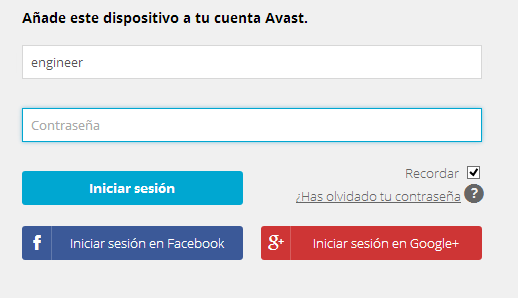 Añade este dispositivo a tu cuenta Avast.
engineer
Contraseña
Recordar
Iniciar sesión
¿Has olvidado tu contraseña
?
f
Iniciar sesión en Facebook
g+
Iniciar sesión en Google+